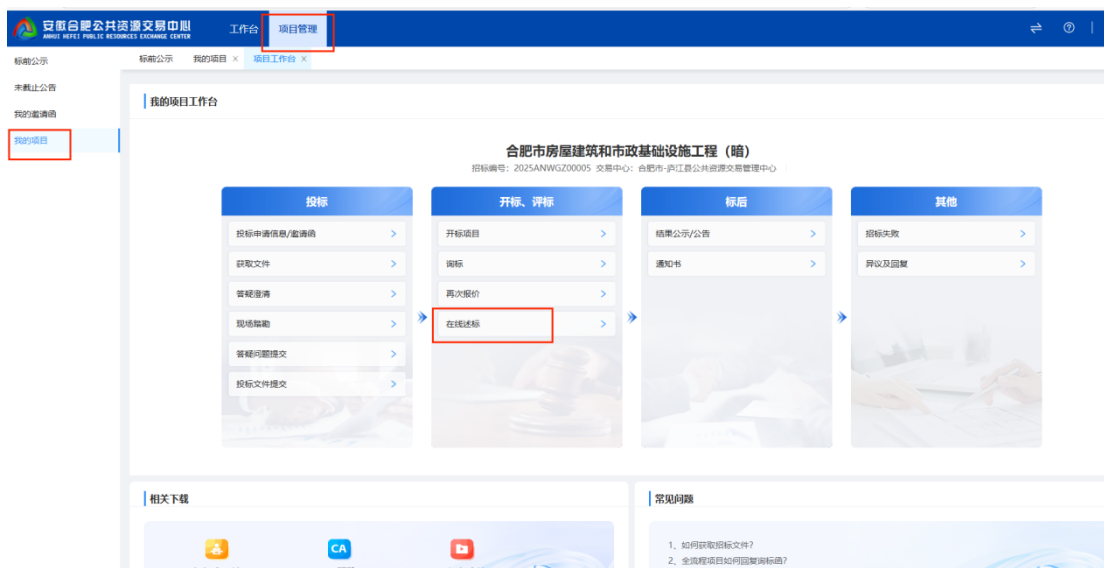 安徽合肥公共资源交易中心
ANHUI HEFEI PUBLIC RESOURCES EXCHANGE CENTER
工作台 项目管理
标前公示
未截止公告
我的邀请函
我的项目
标前公示 我的项目 × 项目工作台 ×
我的项目工作台
合肥市房屋建筑和市政基础设施工程（暗）
招标编号：2025ANWGZ00005 交易中心：合肥市-庐江县公共资源交易管理中心
投标
投标申请信息/邀请函
获取文件
答疑澄清
现场踏勘
答疑问题提交
投标文件提交
开标、评标
开标项目
询标
再次报价
在线述标
标后
结果公示/公告
通知书
其他
招标失败
异议及回复
相关下载
CA
常见问题
1、如何获取招标文件?
2、全流程项目如何回复询标函?